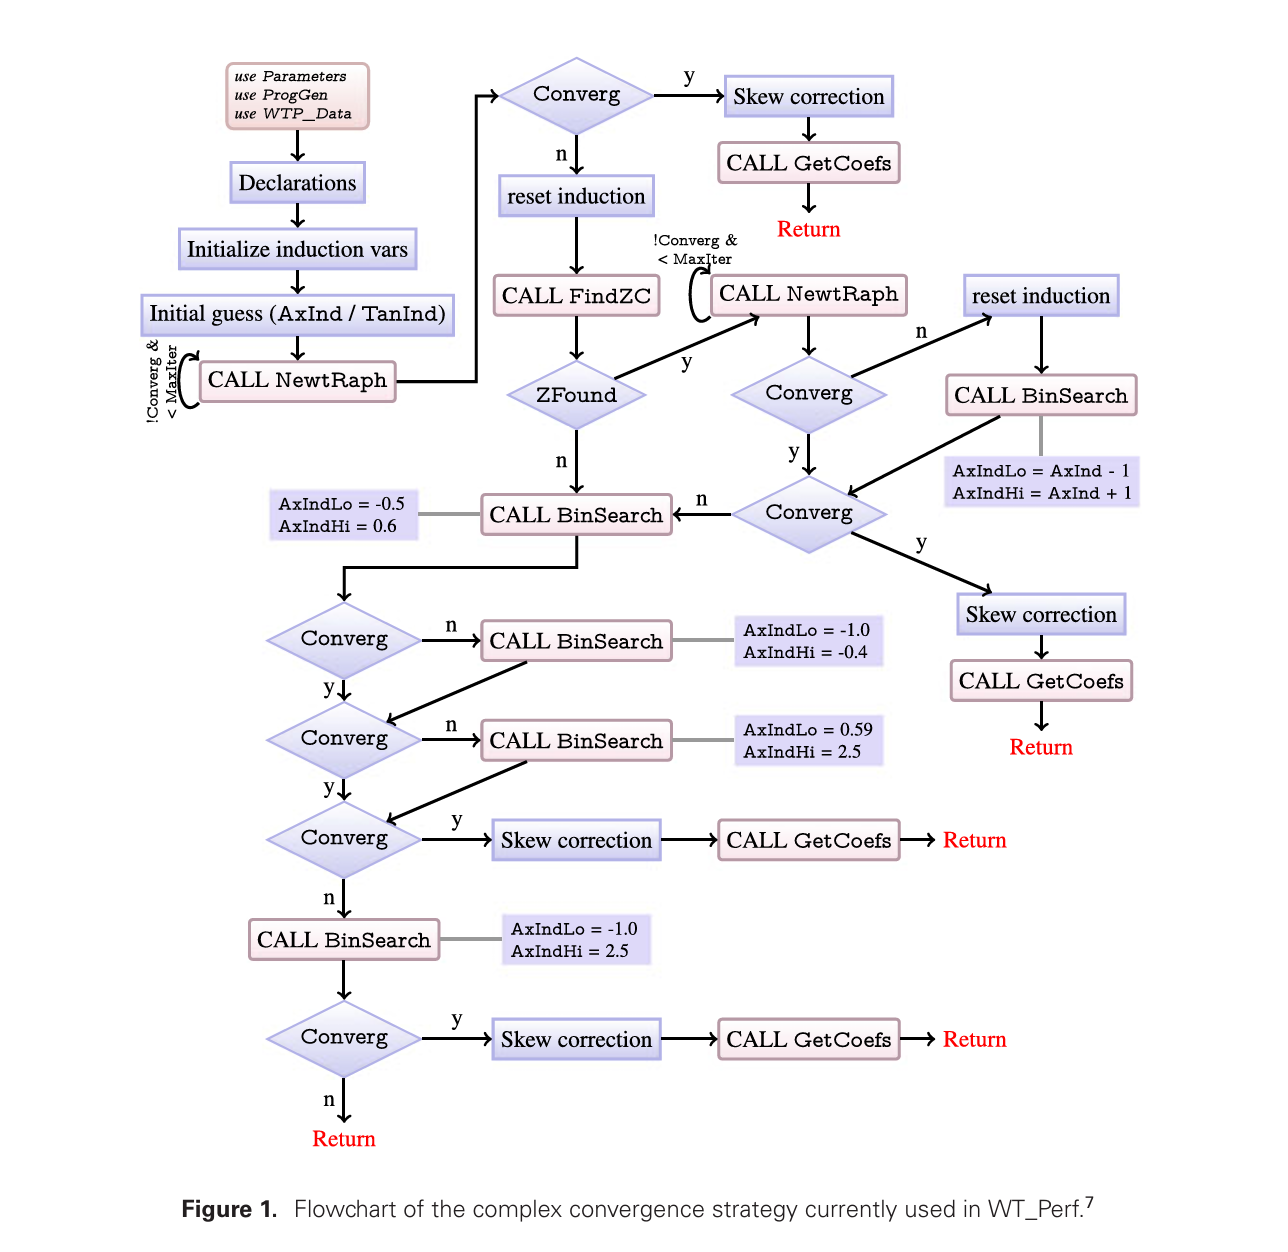 use Parameters
use ProgGen
use WTP_Data
Declarations
Initialize induction vars
Initial guess (AxInd / TanInd)
!Converg &
< MaxIter
CALL NewtRaph
Converg
y
Skew correction
CALL GetCoefs
Return
n
reset induction
CALL FindZC
ZFound
y
!Converg &
< MaxIter
CALL NewtRaph
Converg
n
reset induction
CALL BinSearch
AxIndLo = AxInd - 1
AxIndHi = AxInd + 1
y
Converg
y
Skew correction
CALL GetCoefs
Return
n
n
CALL BinSearch
AxIndLo = -0.5
AxIndHi = 0.6
Converg
n
CALL BinSearch
AxIndLo = -1.0
AxIndHi = -0.4
y
Converg
n
CALL BinSearch
AxIndLo = 0.59
AxIndHi = 2.5
y
Converg
y
Skew correction
CALL GetCoefs
Return
n
CALL BinSearch
AxIndLo = -1.0
AxIndHi = 2.5
Converg
y
Skew correction
CALL GetCoefs
Return
n
Return
Figure 1. Flowchart of the complex convergence strategy currently used in WT_Perf.⁷